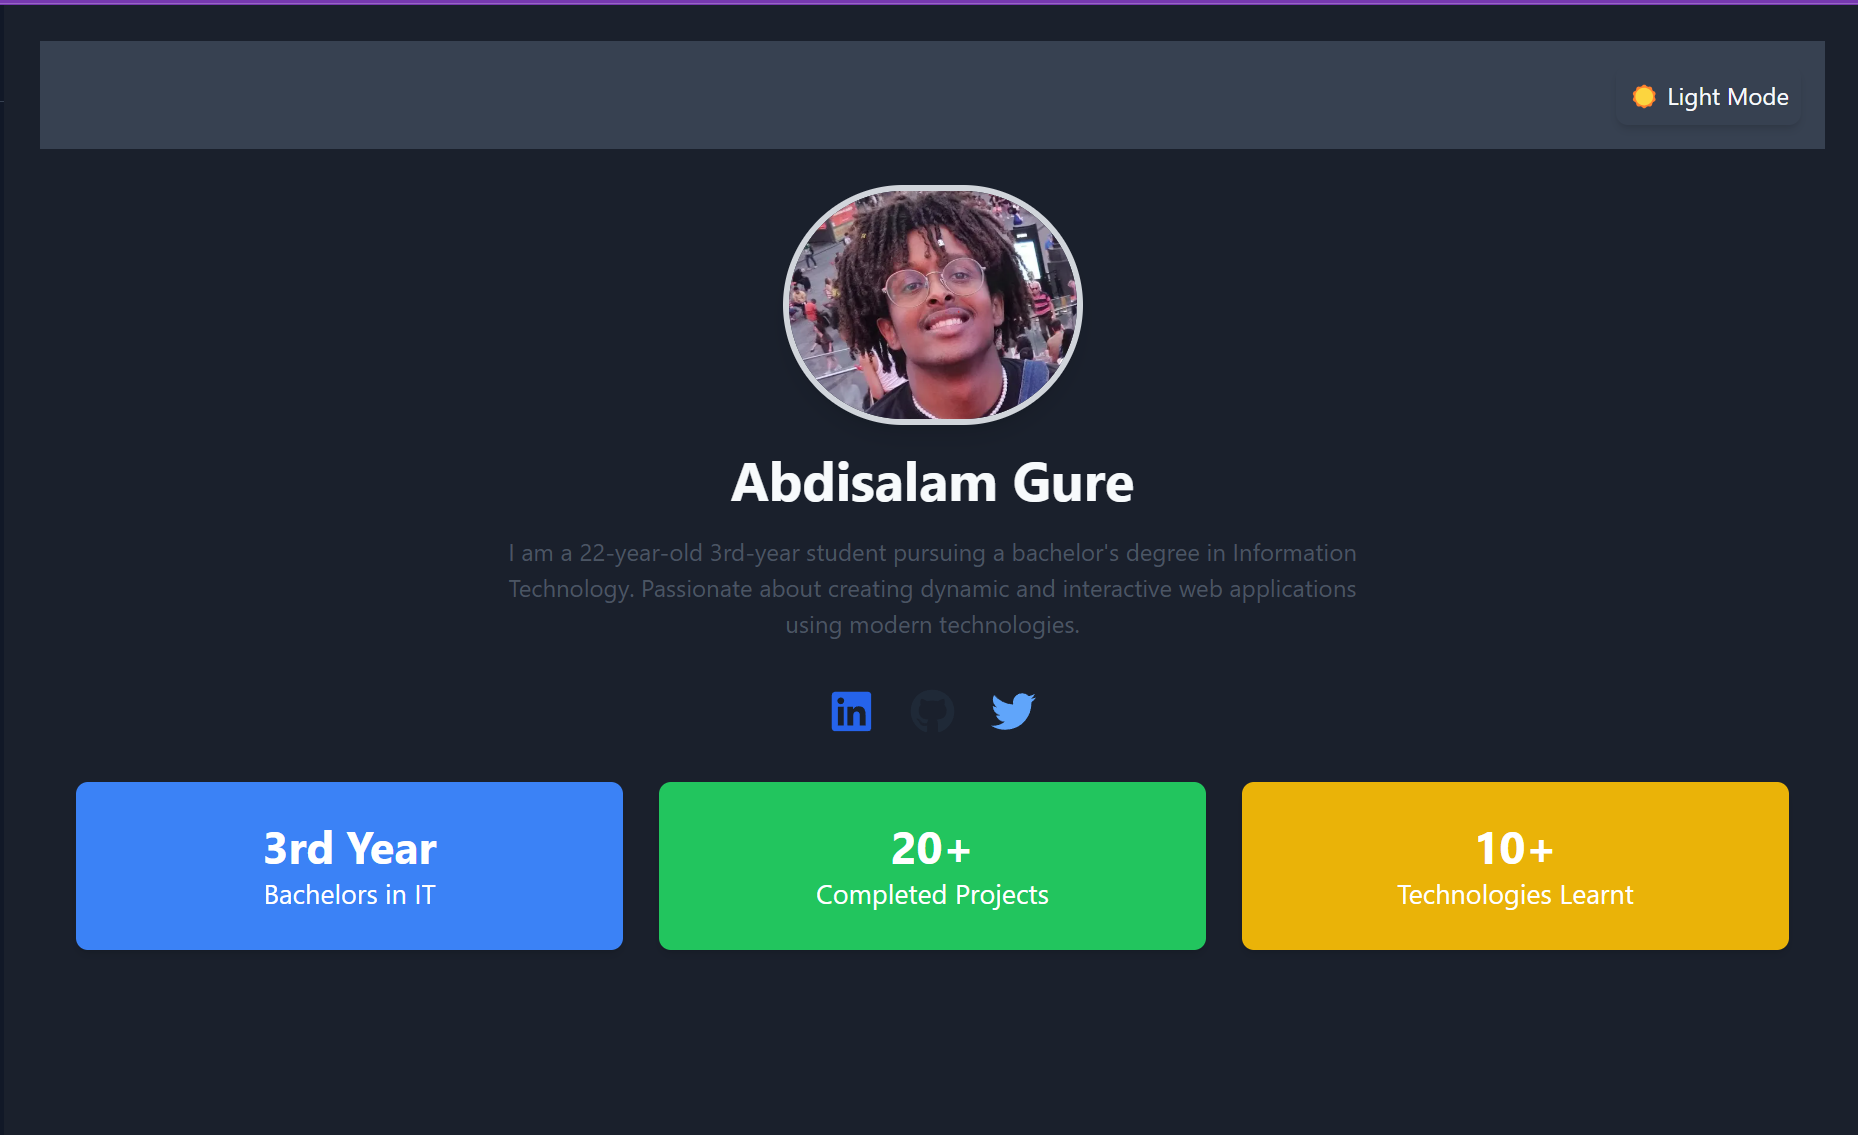 Light Mode
Abdisalam Gure
I am a 22-year-old 3rd-year student pursuing a bachelor's degree in Information
Technology. Passionate about creating dynamic and interactive web applications
using modern technologies.
in
3rd Year
Bachelors in IT
20+
Completed Projects
10+
Technologies Learnt